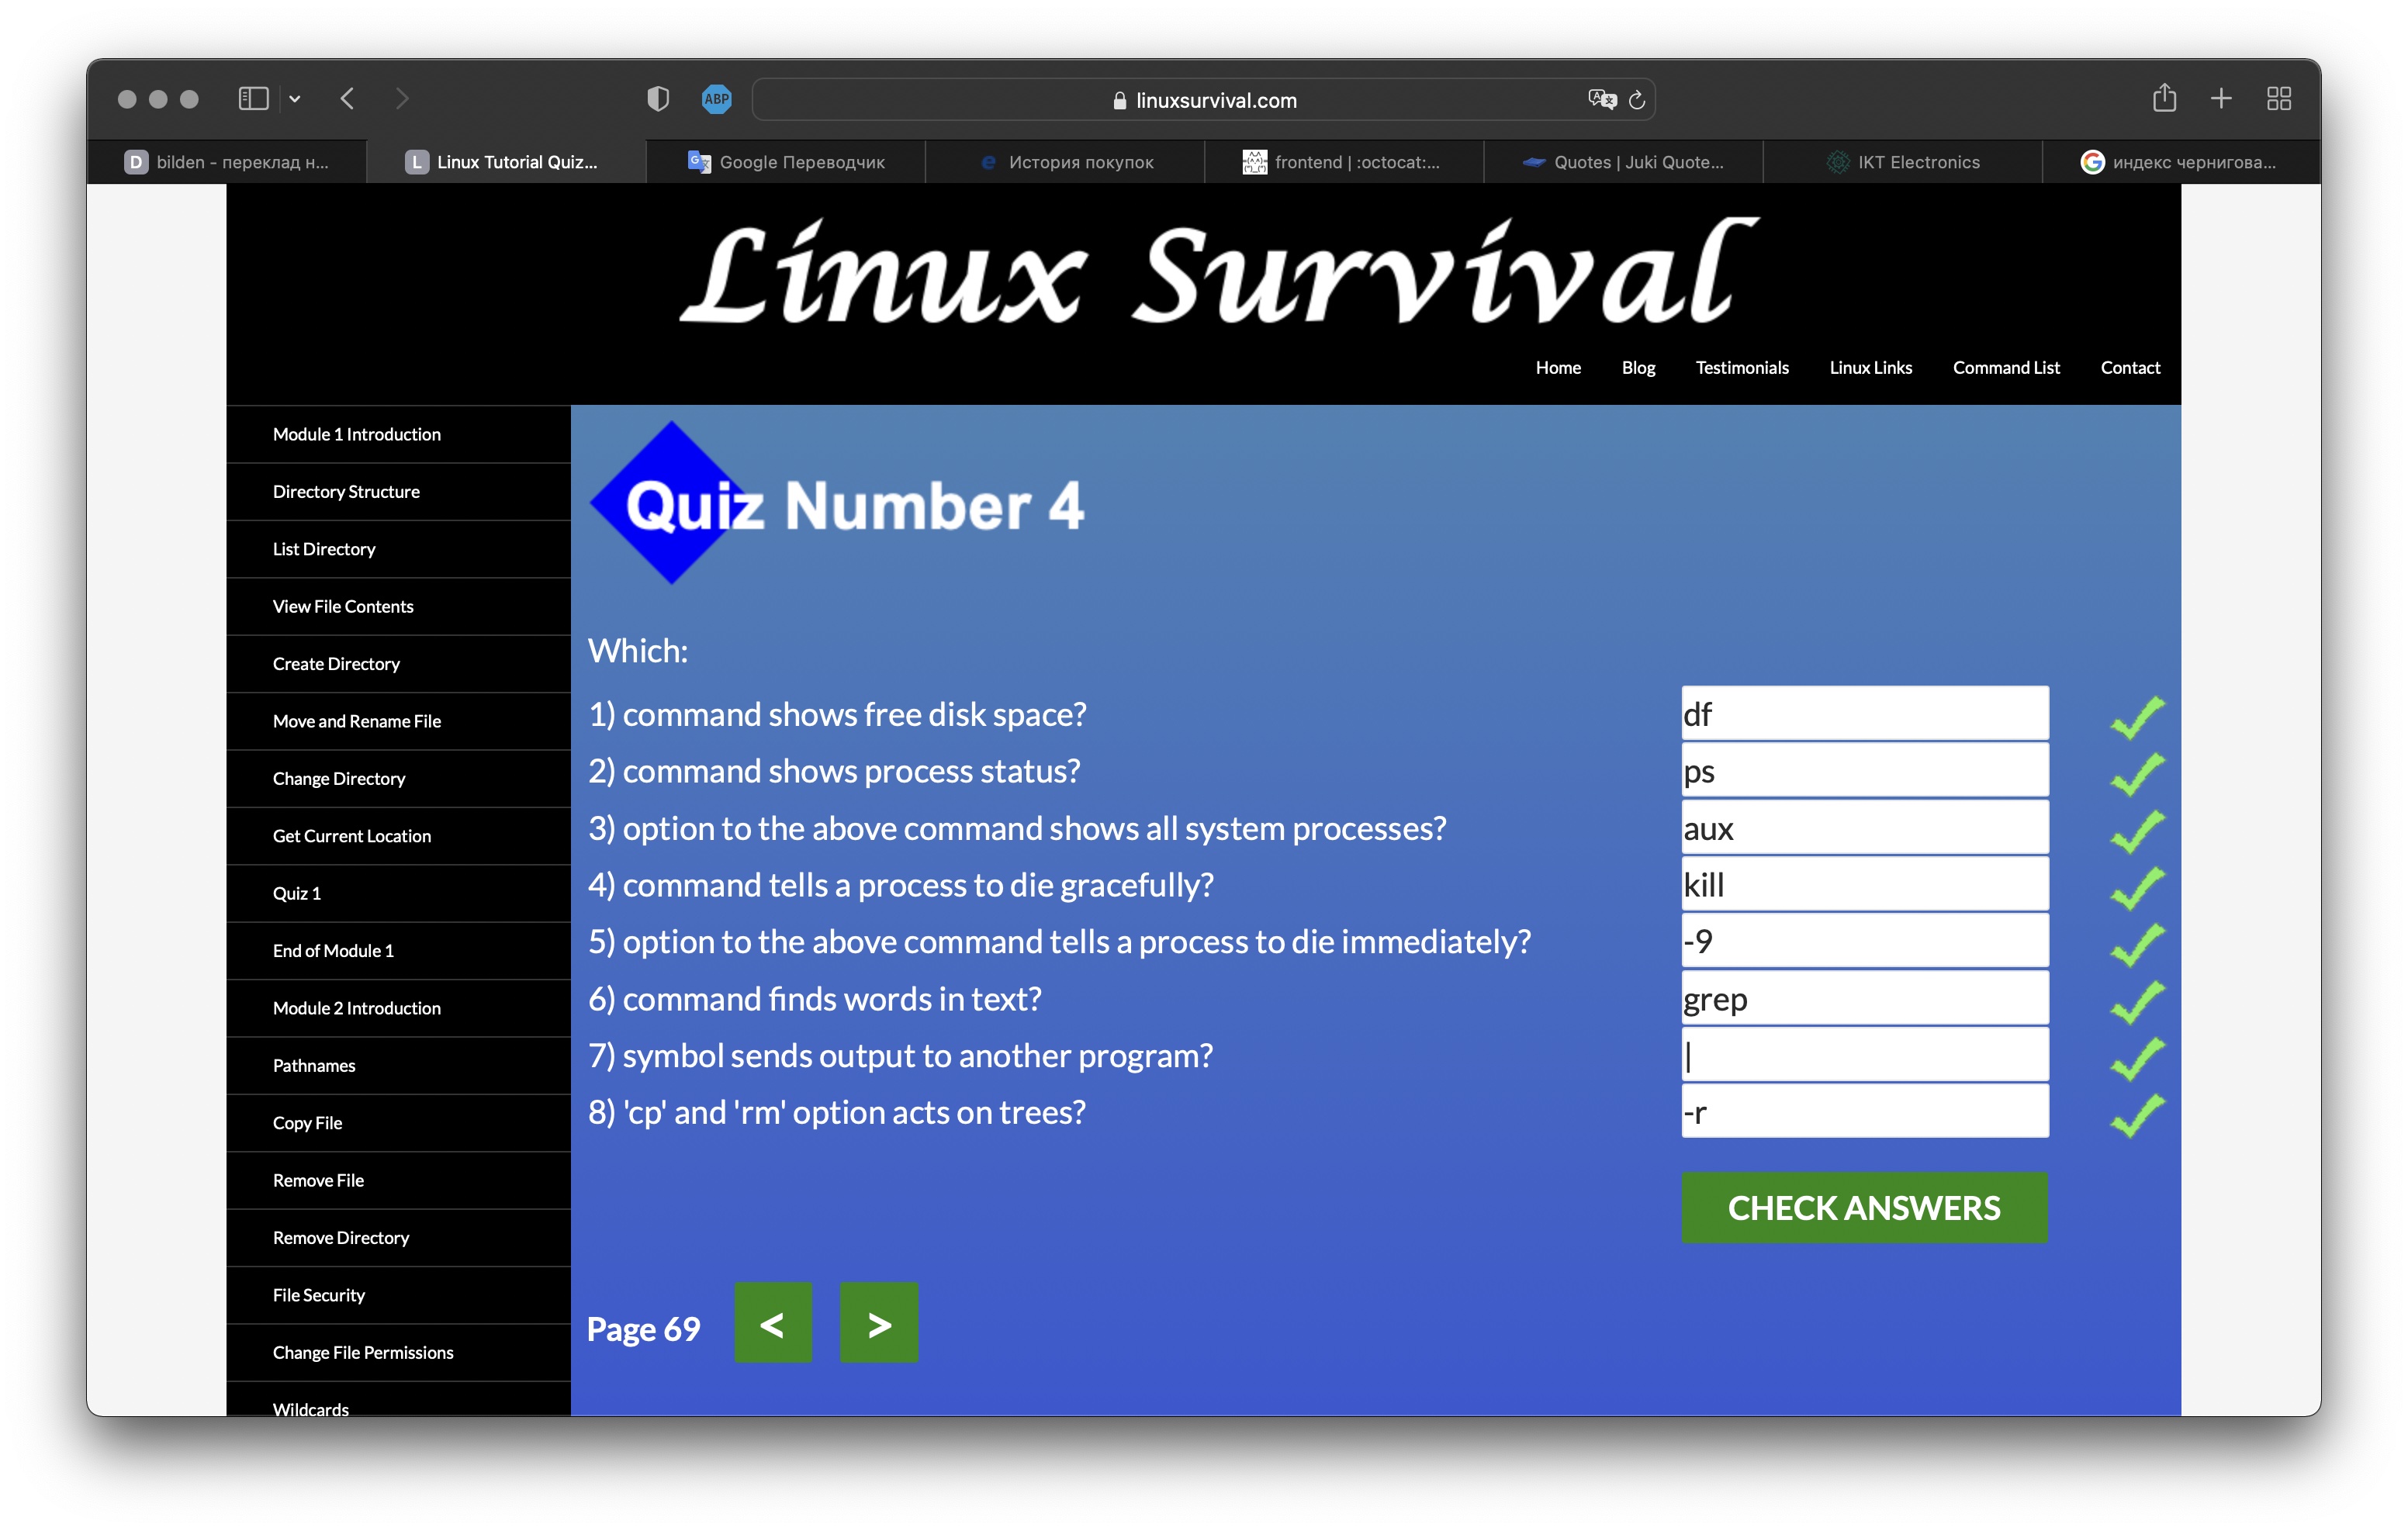 ABP
linuxsurvival.com
D bilden - переклад н...
L Linux Tutorial Quiz...
Google Переводчик
История покупок
frontend | :octocat:...
Quotes | Juki Quote...
IKT Electronics
индекс чернигова...
Linux Survival
Home
Blog
Testimonials
Linux Links
Command List
Contact
Module 1 Introduction
Directory Structure
List Directory
View File Contents
Create Directory
Move and Rename File
Change Directory
Get Current Location
Quiz 1
End of Module 1
Module 2 Introduction
Pathnames
Copy File
Remove File
Remove Directory
File Security
Change File Permissions
Wildcards
Quiz Number 4
Which:
1) command shows free disk space? df
2) command shows process status? ps
3) option to the above command shows all system processes? aux
4) command tells a process to die gracefully? kill
5) option to the above command tells a process to die immediately? -9
6) command finds words in text? grep
7) symbol sends output to another program? |
8) 'cp' and 'rm' option acts on trees? -r
CHECK ANSWERS
Page 69 < >